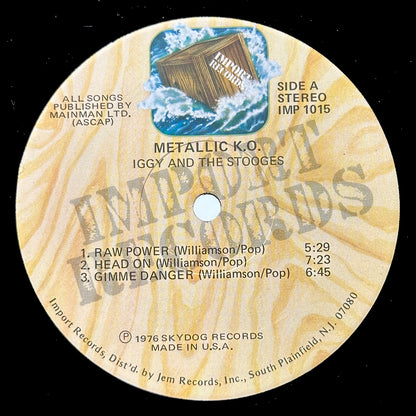 IMPORT
RECORDS
SIDE A
STEREO
IMP 1015
ALL SONGS
PUBLISHED BY
MAINMAN LTD.
(ASCAP)
METALLIC K.O.
IGGY AND THE STOOGES
IMPORT
RECORDS
1. RAW POWER (Williamson/Pop) 5:29
2. HEAD ON (Williamson/Pop) 7:23
3. GIMME DANGER (Williamson/Pop) 6:45
℗ 1976 SKYDOG RECORDS
MADE IN U.S.A.
Import Records, Dist'd. by Jem Records, Inc., South Plainfield, N.J. 07080